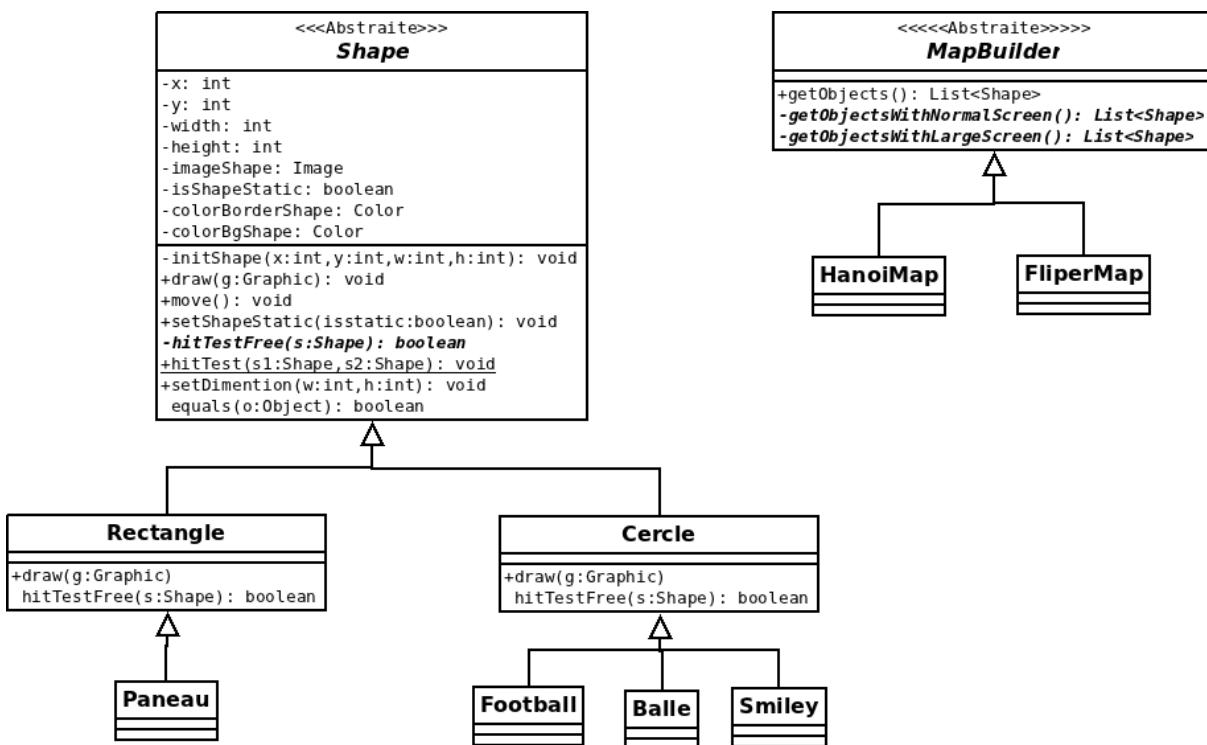 <<<Abstraite>>>
Shape
-x: int
-y: int
-width: int
-height: int
-imageShape: Image
-isShapeStatic: boolean
-colorBorderShape: Color
-colorBgShape: Color
-initShape(x:int,y:int,w:int,h:int): void
+draw(g:Graphic): void
+move(): void
+setShapeStatic(isstatic:boolean): void
-hitTestFree(s:Shape): boolean
+hitTest(s1:Shape,s2:Shape): void
+setDimention(w:int,h:int): void
equals(o:Object): boolean
<<<<<Abstraite>>>>>
MapBuilder
+getObjects(): List<Shape>
-getObjectsWithNormalScreen(): List<Shape>
-getObjectsWithLargeScreen(): List<Shape>
HanoiMap
FliperMap
Rectangle
+draw(g:Graphic)
hitTestFree(s:Shape): boolean
Cercle
+draw(g:Graphic)
hitTestFree(s:Shape): boolean
Paneau
Football
Balle
Smiley